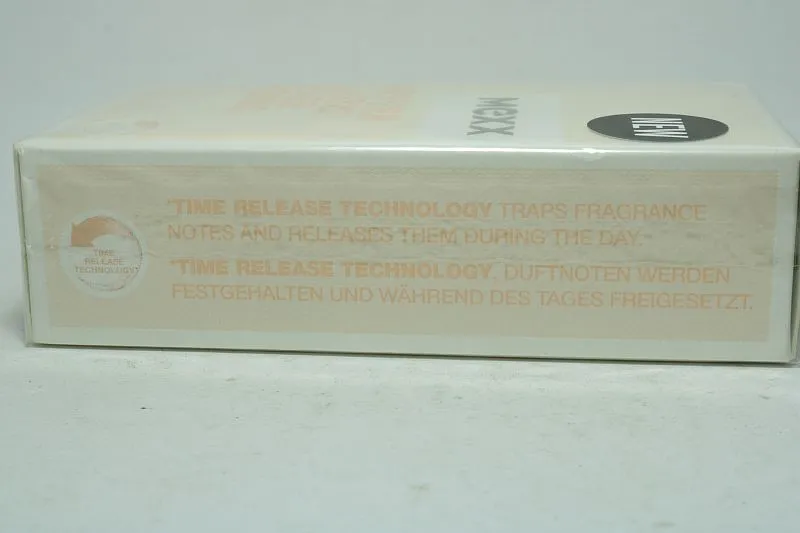 MEXX
NEW
*TIME RELEASE TECHNOLOGY TRAPS FRAGRANCE
NOTES AND RELEASES THEM DURING THE DAY.
*TIME RELEASE TECHNOLOGY. DUFTNOTEN WERDEN
FESTGEHALTEN UND WÄHREND DES TAGES FREIGESETZT.
TIME
RELEASE
TECHNOLOGY*